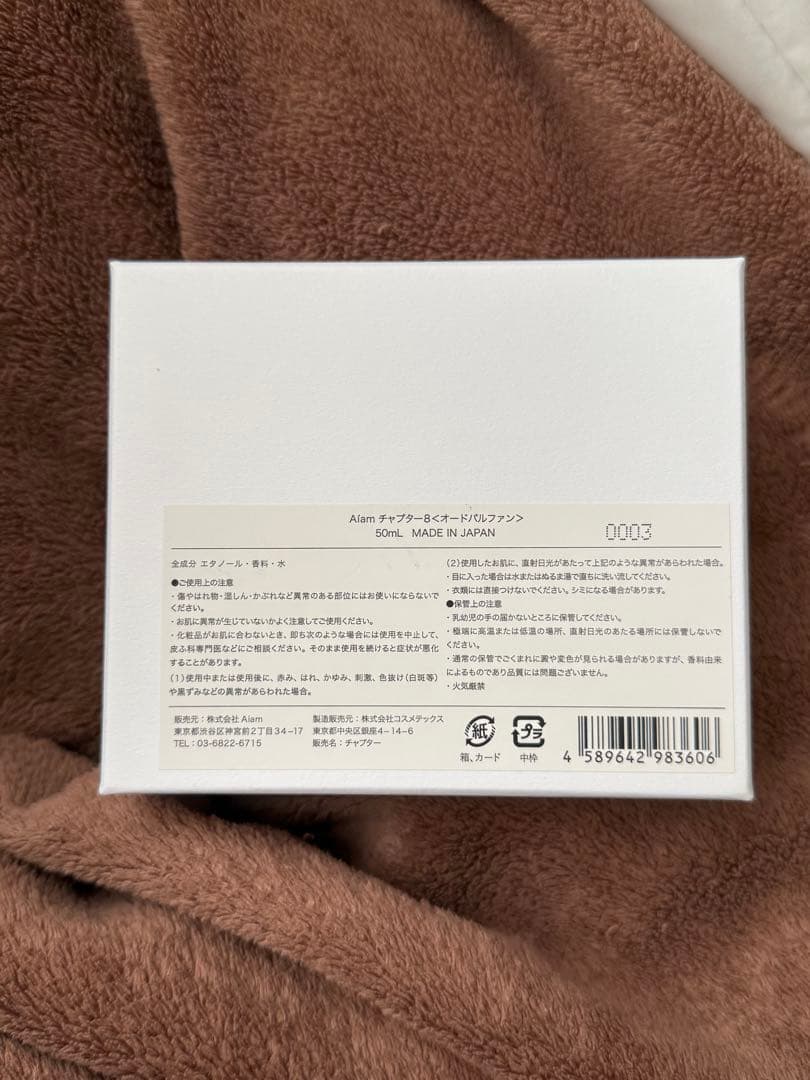 Aíam チャプター8<オードパルファン>
50mL MADE IN JAPAN
0003
全成分 エタノール・香料・水
●ご使用上の注意
・傷やはれ物・湿しん・かぶれなど異常のある部位にはお使いにならないで
ください。
・お肌に異常が生じていないかよく注意してご使用ください。
・化粧品がお肌に合わないとき、即ち次のような場合には使用を中止して、
皮ふ科専門医などにご相談ください。そのまま使用を続けると症状が悪化
することがあります。
(1)使用中または使用後に、赤み、はれ、かゆみ、刺激、色抜け(白斑等)
や黒ずみなどの異常があらわれた場合。
(2)使用したお肌に、直射日光があたって上記のような異常があらわれた場合。
・目に入った場合は水またはぬるま湯で直ちに洗い流してください。
・衣類には直接つけないでください。シミになる場合があります。
●保管上の注意
・乳幼児の手の届かないところに保管してください。
・極端に高温または低温の場所、直射日光のあたる場所には保管しないで
ください。
・通常の保管でごくまれに澱や変色が見られる場合がありますが、香料由来
によるものであり品質には問題ございません。
・火気厳禁
販売元：株式会社 Aíam
東京都渋谷区神宮前2丁目34-17
TEL：03-6822-6715
製造販売元：株式会社コスメテックス
東京都中央区銀座4-14-6
販売名：チャプター
紙
箱、カード
プラ
中枠
4 589642 983606